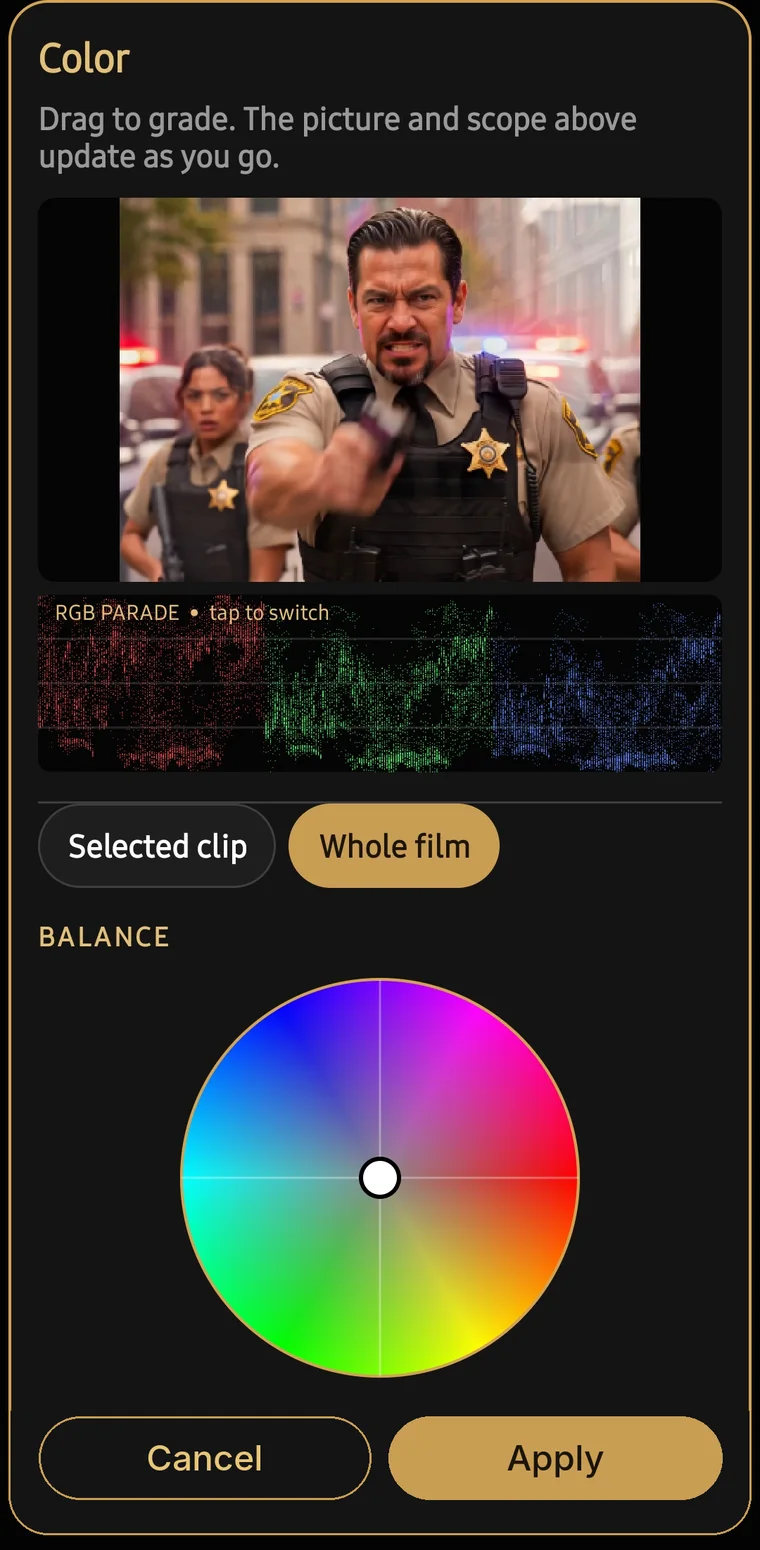 Color
Drag to grade. The picture and scope above
update as you go.
RGB PARADE • tap to switch
Selected clip
Whole film
BALANCE
Cancel
Apply